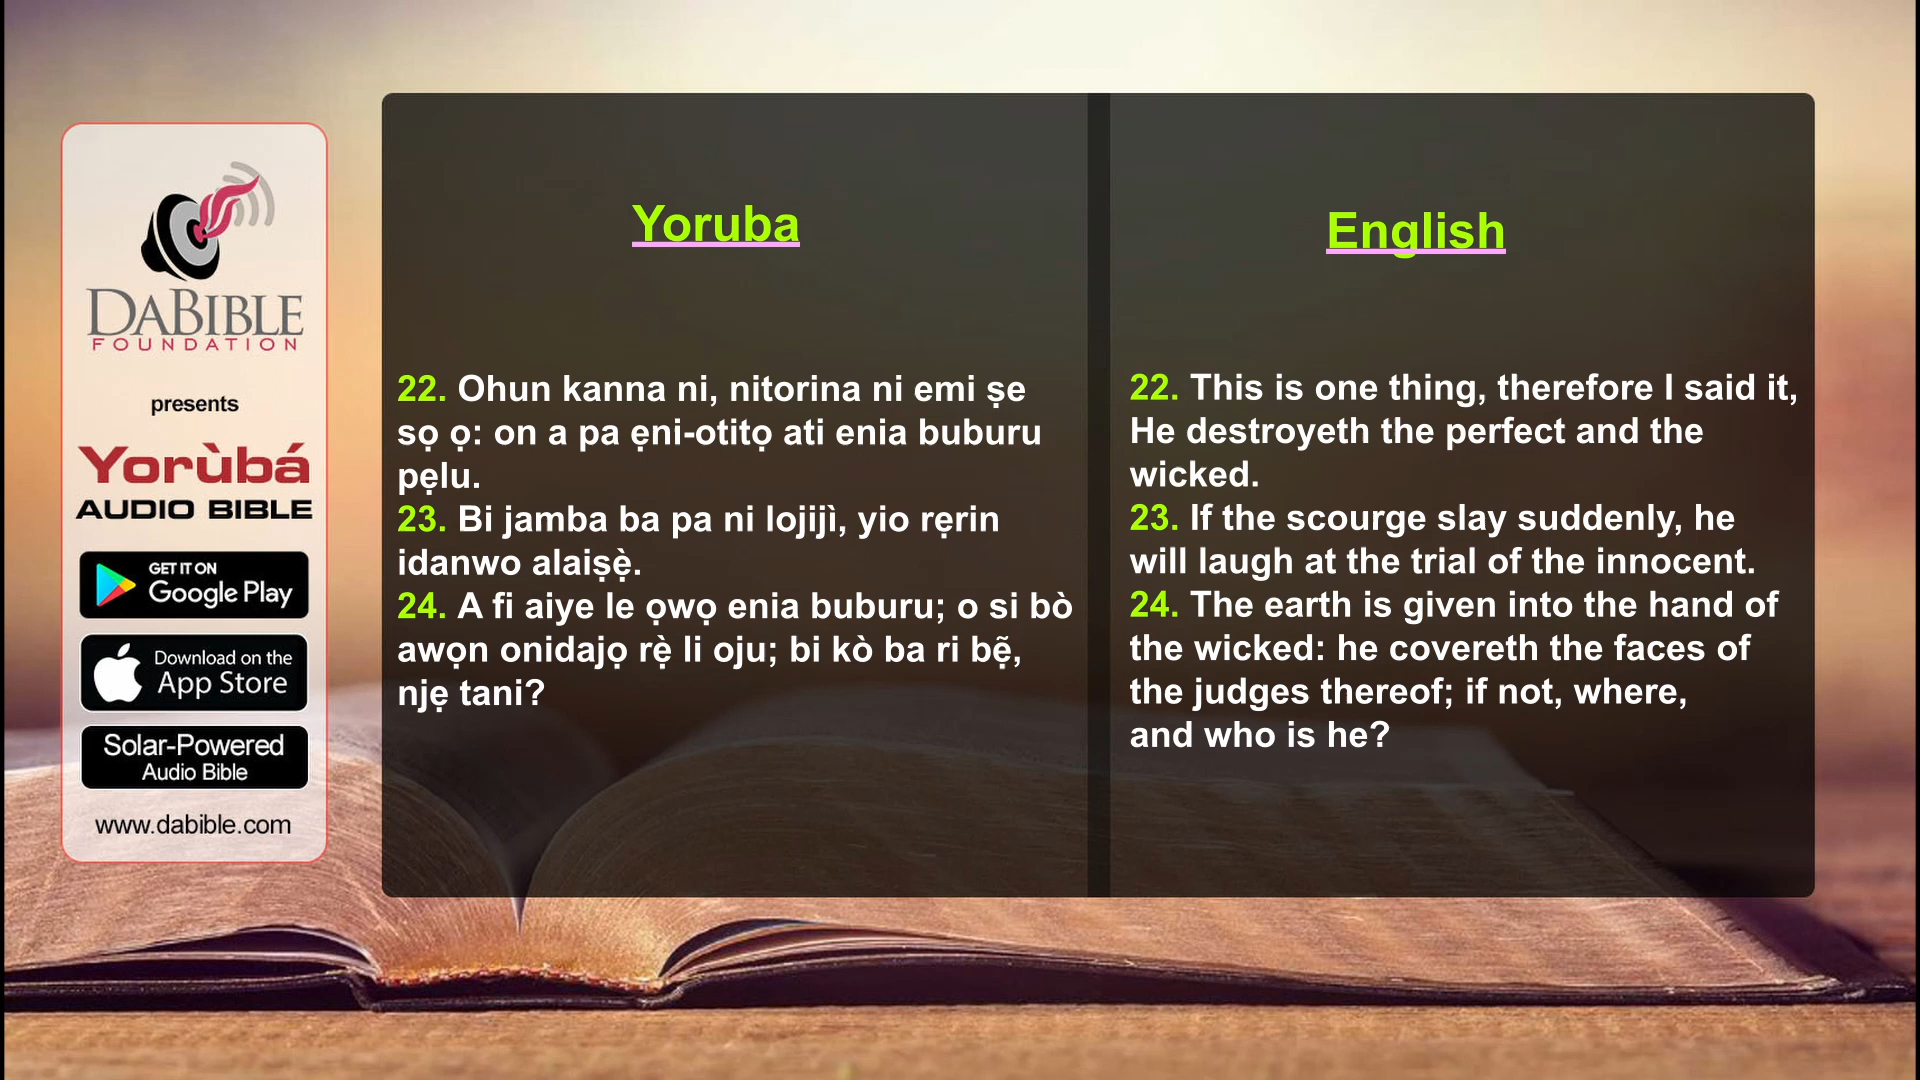 DABIBLE
FOUNDATION
presents
Yorùbá
AUDIO BIBLE
GET IT ON
Google Play
Download on the
App Store
Solar-Powered
Audio Bible
www.dabible.com
Yoruba
22. Ohun kanna ni, nitorina ni emi ṣe
sọ ọ: on a pa ẹni-otitọ ati enia buburu
pẹlu.
23. Bi jamba ba pa ni lojijì, yio rẹrin
idanwo alaiṣẹ̀.
24. A fi aiye le ọwọ enia buburu; o si bò
awọn onidajọ rẹ̀ li oju; bi kò ba ri bẹ̃,
njẹ tani?
English
22. This is one thing, therefore I said it,
He destroyeth the perfect and the
wicked.
23. If the scourge slay suddenly, he
will laugh at the trial of the innocent.
24. The earth is given into the hand of
the wicked: he covereth the faces of
the judges thereof; if not, where,
and who is he?